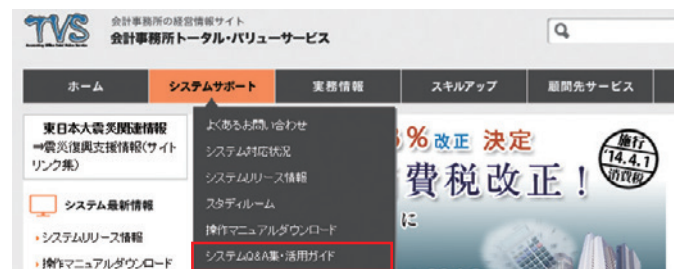 TVS
会計事務所の経営情報サイト
会計事務所トータル・バリューサービス
ホーム
システムサポート
実務情報
スキルアップ
顧問先サービス
東日本大震災関連情報
⇒震災復興支援情報(サイト
リンク集)
システム最新情報
・システムリリース情報
・操作マニュアルダウンロード
よくあるお問い合わせ
システム対応状況
システムリリース情報
スタディルーム
操作マニュアルダウンロード
システムQ&A集・活用ガイド
%改正 決定
費税改正!
に
施行
'14.4.1
消費税